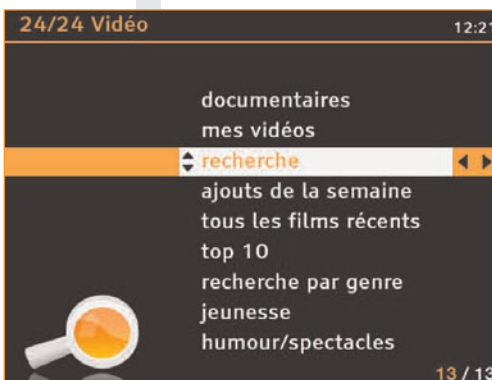 24/24 Vidéo 12:21
documentaires
mes vidéos
recherche
ajouts de la semaine
tous les films récents
top 10
recherche par genre
jeunesse
humour/spectacles
13 / 13